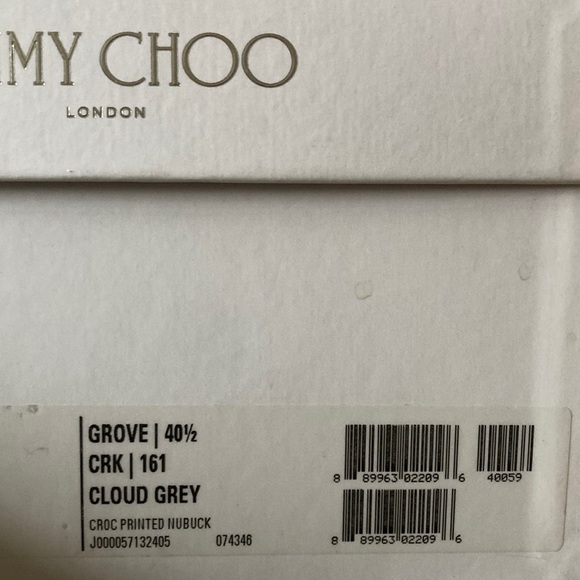 MY CHOO
LONDON
GROVE | 40½
CRK | 161
CLOUD GREY
CROC PRINTED NUBUCK
J000057132405 074346
8 89963 02209 6
40059
8 89963 02209 6